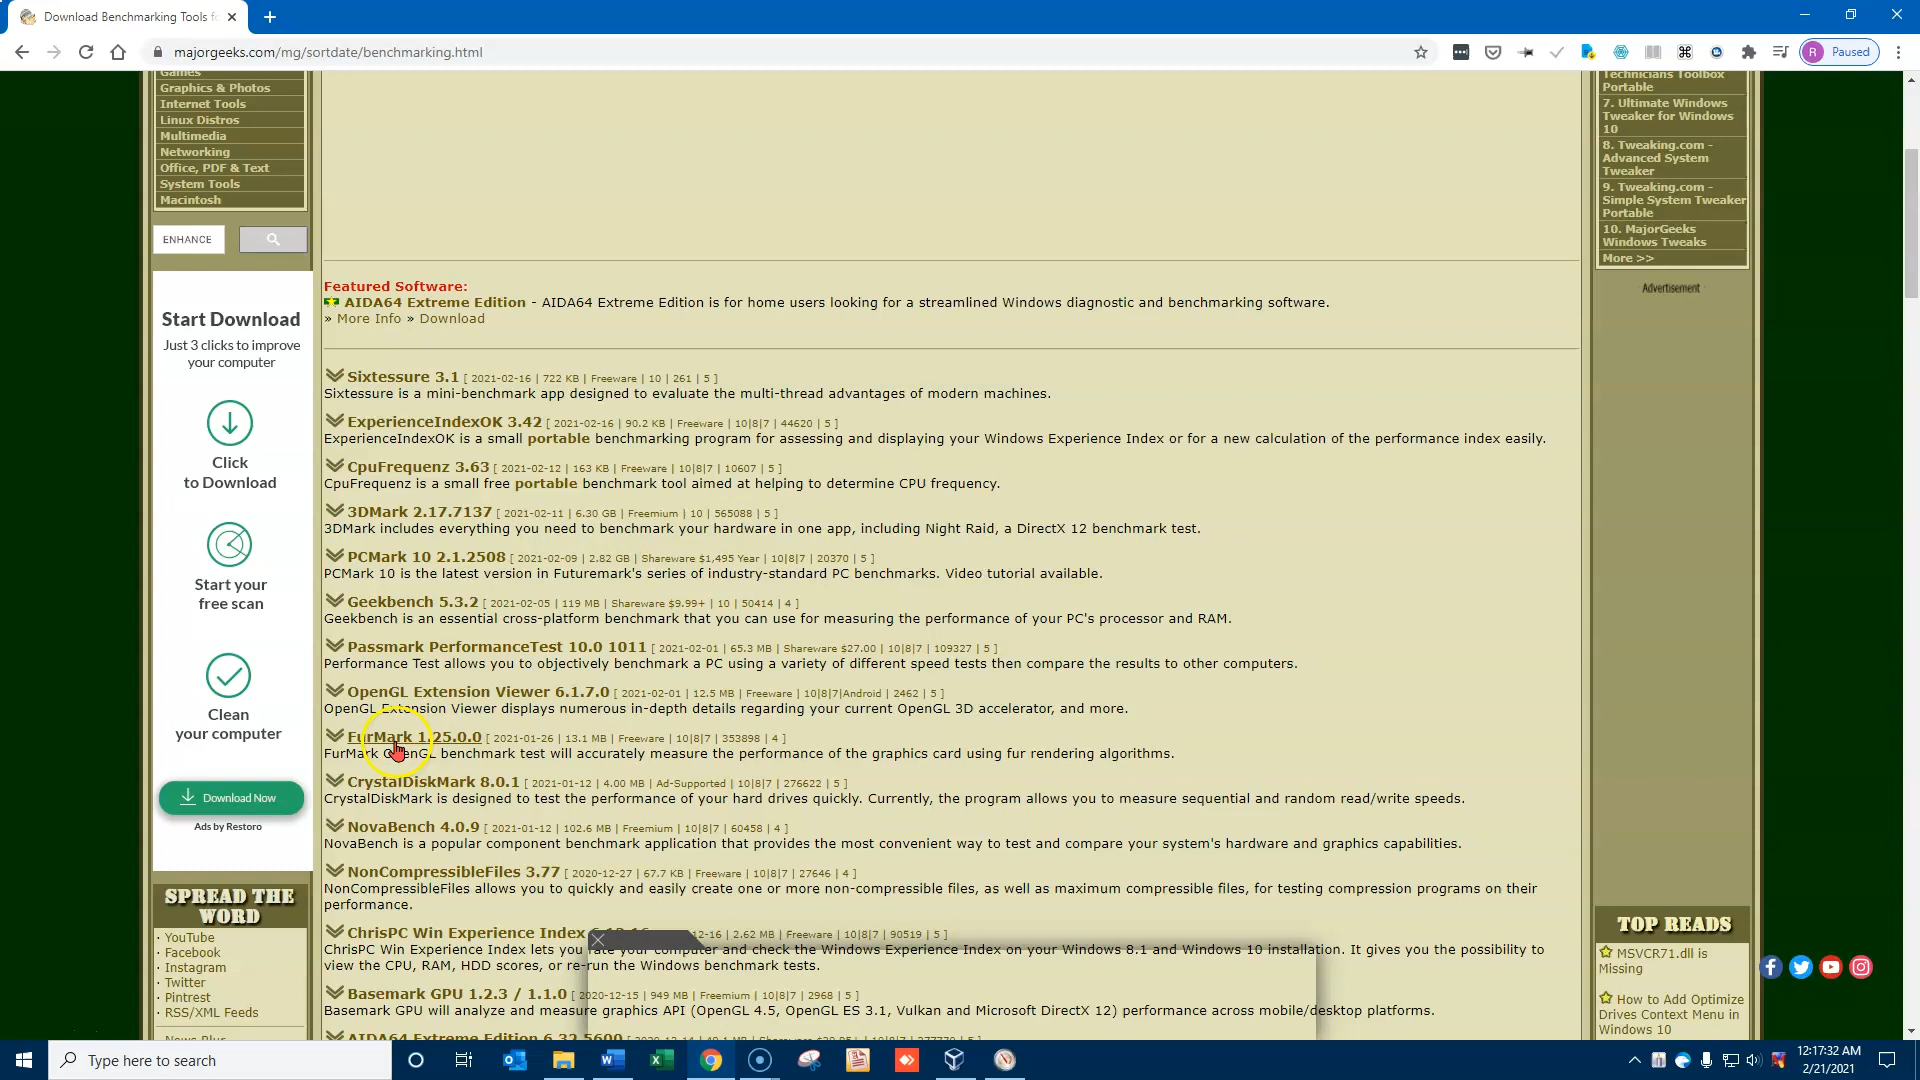 Download Benchmarking Tools fo
majorgeeks.com/mg/sortdate/benchmarking.html
R Paused
Games
Graphics & Photos
Internet Tools
Linux Distros
Multimedia
Networking
Office, PDF & Text
System Tools
Macintosh
ENHANCE
Start Download
Just 3 clicks to improve
your computer
Click
to Download
Start your
free scan
Clean
your computer
Download Now
Ads by Restoro
SPREAD THE
WORD
· YouTube
· Facebook
· Instagram
· Twitter
· Pinterest
· RSS/XML Feeds
· News Blur
Featured Software:
AIDA64 Extreme Edition - AIDA64 Extreme Edition is for home users looking for a streamlined Windows diagnostic and benchmarking software.
» More Info » Download
Sixtessure 3.1 [ 2021-02-16 | 722 KB | Freeware | 10 | 261 | 5 ]
Sixtessure is a mini-benchmark app designed to evaluate the multi-thread advantages of modern machines.
ExperienceIndexOK 3.42 [ 2021-02-16 | 90.2 KB | Freeware | 10|8|7 | 44620 | 5 ]
ExperienceIndexOK is a small portable benchmarking program for assessing and displaying your Windows Experience Index or for a new calculation of the performance index easily.
CpuFrequenz 3.63 [ 2021-02-12 | 163 KB | Freeware | 10|8|7 | 10607 | 5 ]
CpuFrequenz is a small free portable benchmark tool aimed at helping to determine CPU frequency.
3DMark 2.17.7137 [ 2021-02-11 | 6.30 GB | Freemium | 10 | 565088 | 5 ]
3DMark includes everything you need to benchmark your hardware in one app, including Night Raid, a DirectX 12 benchmark test.
PCMark 10 2.1.2508 [ 2021-02-09 | 2.82 GB | Shareware $1,495 Year | 10|8|7 | 20370 | 5 ]
PCMark 10 is the latest version in Futuremark's series of industry-standard PC benchmarks. Video tutorial available.
Geekbench 5.3.2 [ 2021-02-05 | 119 MB | Shareware $9.99+ | 10 | 50414 | 4 ]
Geekbench is an essential cross-platform benchmark that you can use for measuring the performance of your PC's processor and RAM.
Passmark PerformanceTest 10.0 1011 [ 2021-02-01 | 65.3 MB | Shareware $27.00 | 10|8|7 | 109327 | 5 ]
Performance Test allows you to objectively benchmark a PC using a variety of different speed tests then compare the results to other computers.
OpenGL Extension Viewer 6.1.7.0 [ 2021-02-01 | 12.5 MB | Freeware | 10|8|7|Android | 2462 | 5 ]
OpenGL Extension Viewer displays numerous in-depth details regarding your current OpenGL 3D accelerator, and more.
FurMark 1.25.0.0 [ 2021-01-26 | 13.1 MB | Freeware | 10|8|7 | 353898 | 4 ]
FurMark OpenGL benchmark test will accurately measure the performance of the graphics card using fur rendering algorithms.
CrystalDiskMark 8.0.1 [ 2021-01-12 | 4.00 MB | Ad-Supported | 10|8|7 | 276622 | 5 ]
CrystalDiskMark is designed to test the performance of your hard drives quickly. Currently, the program allows you to measure sequential and random read/write speeds.
NovaBench 4.0.9 [ 2021-01-12 | 102.6 MB | Freemium | 10|8|7 | 60458 | 4 ]
NovaBench is a popular component benchmark application that provides the most convenient way to test and compare your system's hardware and graphics capabilities.
NonCompressibleFiles 3.77 [ 2020-12-27 | 67.7 KB | Freeware | 10|8|7 | 27646 | 4 ]
NonCompressibleFiles allows you to quickly and easily create one or more non-compressible files, as well as maximum compressible files, for testing compression programs on their
performance.
ChrisPC Win Experience Index 12-16 | 2.62 MB | Freeware | 10|8|7 | 90519 | 5 ]
ChrisPC Win Experience Index lets you rate your computer and check the Windows Experience Index on your Windows 8.1 and Windows 10 installation. It gives you the possibility to
view the CPU, RAM, HDD scores, or re-run the Windows benchmark tests.
Basemark GPU 1.2.3 / 1.1.0 [ 2020-12-15 | 949 MB | Freemium | 10|8|7 | 2968 | 5 ]
Basemark GPU will analyze and measure graphics API (OpenGL 4.5, OpenGL ES 3.1, Vulkan and Microsoft DirectX 12) performance across mobile/desktop platforms.
AIDA64 Extreme Edition 6.32.5600
Technicians Toolbox
Portable
7. Ultimate Windows
Tweaker for Windows
10
8. Tweaking.com -
Advanced System
Tweaker
9. Tweaking.com -
Simple System Tweaker
Portable
10. MajorGeeks
Windows Tweaks
More >>
Advertisement
TOP READS
MSVCR71.dll is
Missing
How to Add Optimize
Drives Context Menu in
Windows 10
Type here to search
12:17:32 AM
2/21/2021